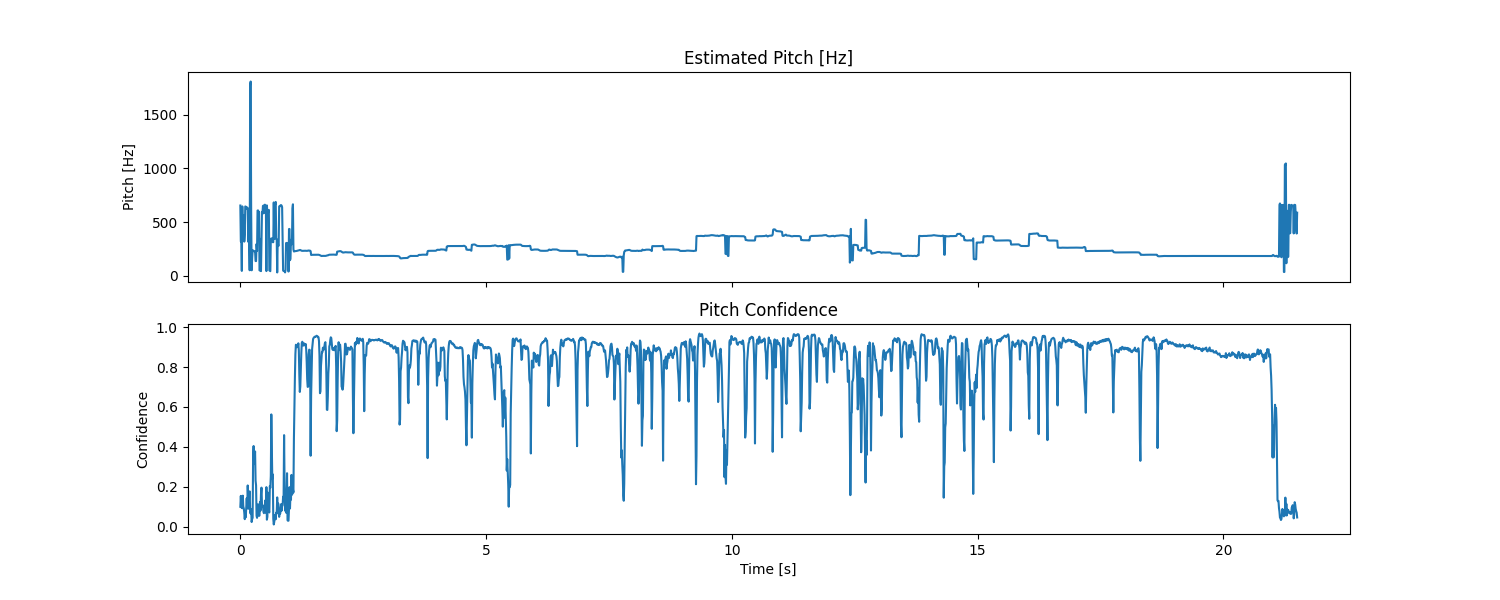 Estimated Pitch [Hz]
Pitch [Hz]
1500
1000
500
0
Pitch Confidence
Confidence
1.0
0.8
0.6
0.4
0.2
0.0
0 5 10 15 20
Time [s]